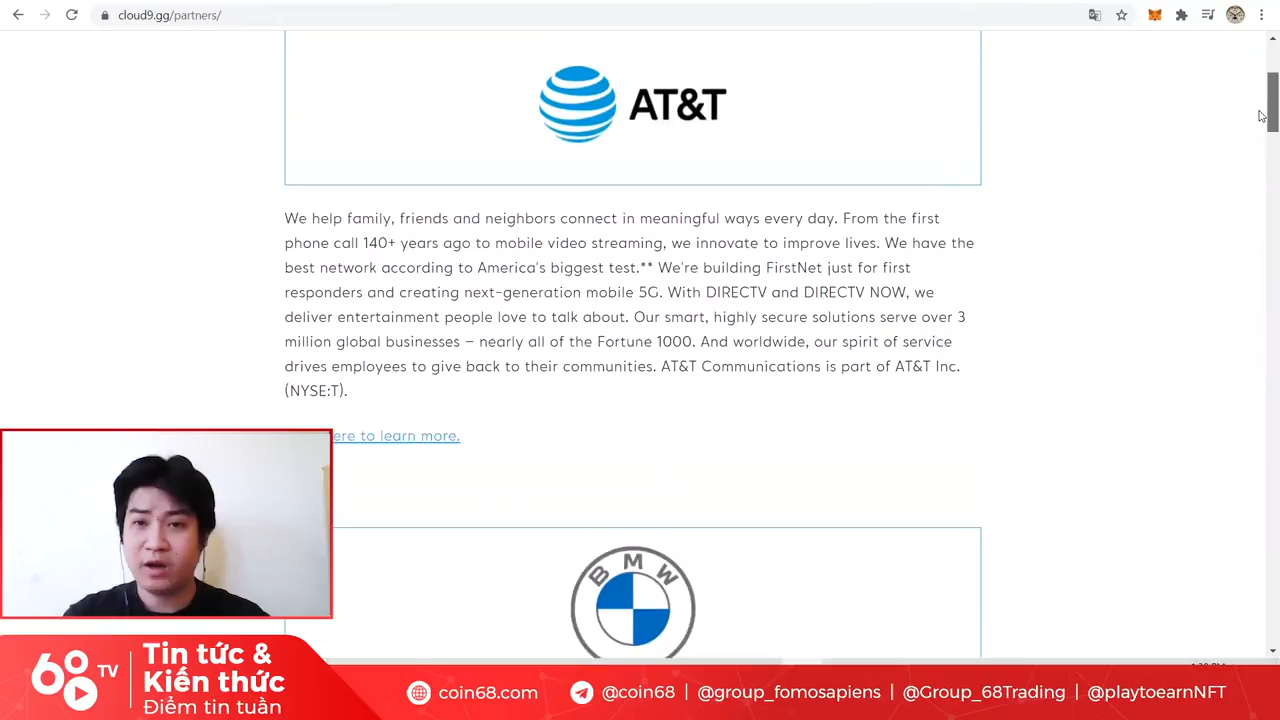 cloud9.gg/partners/
AT&T
We help family, friends and neighbors connect in meaningful ways every day. From the first
phone call 140+ years ago to mobile video streaming, we innovate to improve lives. We have the
best network according to America's biggest test.** We're building FirstNet just for first
responders and creating next-generation mobile 5G. With DIRECTV and DIRECTV NOW, we
deliver entertainment people love to talk about. Our smart, highly secure solutions serve over 3
million global businesses – nearly all of the Fortune 1000. And worldwide, our spirit of service
drives employees to give back to their communities. AT&T Communications is part of AT&T Inc.
(NYSE:T).
ere to learn more.
BMW
68 TV
Tin tức &
Kiến thức
Điểm tin tuần
coin68.com
@coin68 | @group_fomosapiens | @Group_68Trading | @playtoearnNFT